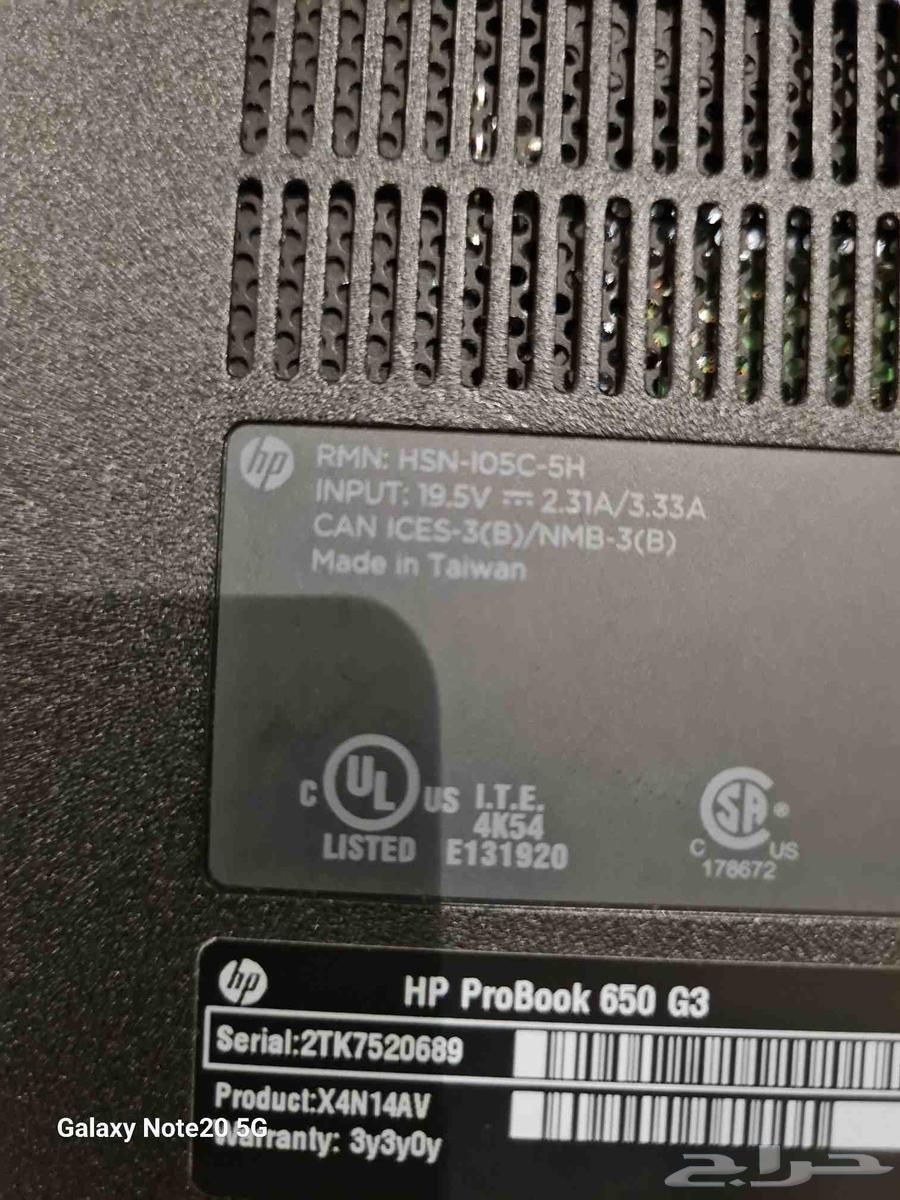 hp
RMN: HSN-I05C-5H
INPUT: 19.5V ⎓ 2.31A/3.33A
CAN ICES-3(B)/NMB-3(B)
Made in Taiwan
C UL US I.T.E.
4K54
LISTED E131920
SA ®
C US
178672
hp
HP ProBook 650 G3
Serial:2TK7520689
Product:X4N14AV
Warranty: 3y3y0y
Galaxy Note20 5G
حراج